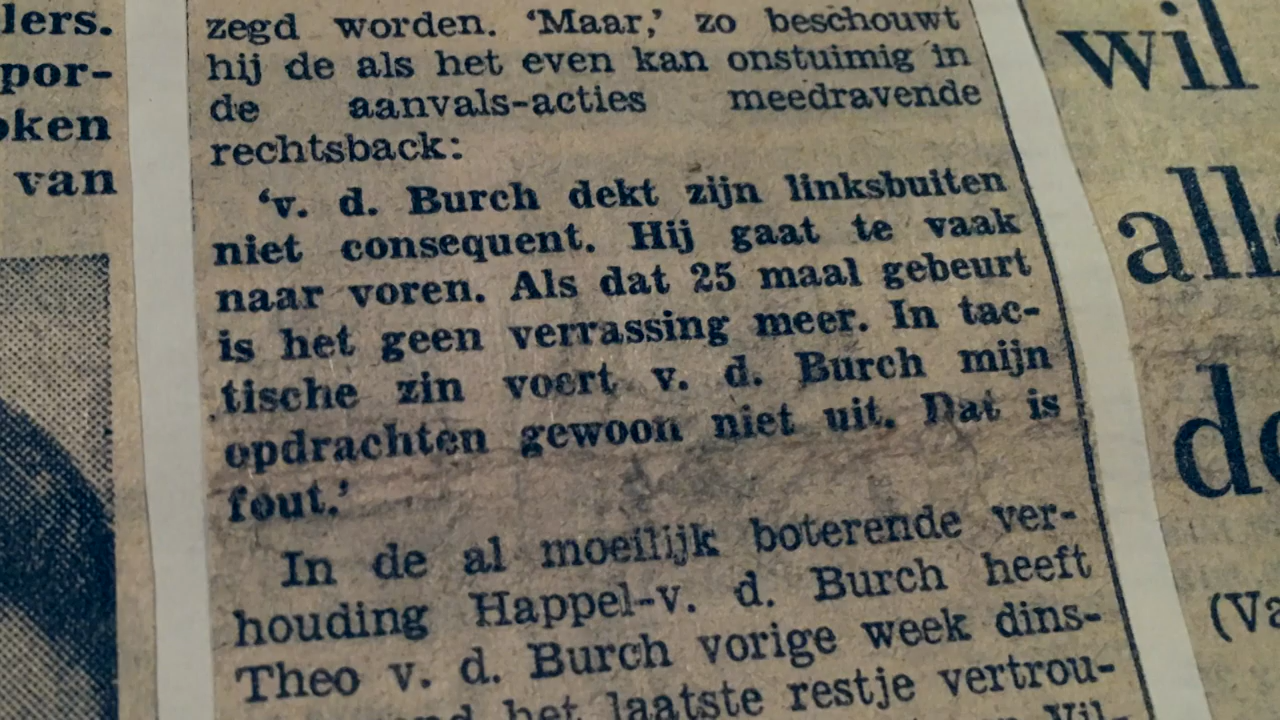 lers.
por-
oken
van
zegd worden. ‘Maar,’ zo beschouwt
hij de als het even kan onstuimig in
de aanvals-acties meedravende
rechtsback:
‘v. d. Burch dekt zijn linksbuiten
niet consequent. Hij gaat te vaak
naar voren. Als dat 25 maal gebeurt
is het geen verrassing meer. In tac-
tische zin voert v. d. Burch mijn
opdrachten gewoon niet uit. Dat is
fout.’
In de al moeilijk boterende ver-
houding Happel-v. d. Burch heeft
Theo v. d. Burch vorige week dins-
het laatste restje vertrou-
wil
all
de
(Va